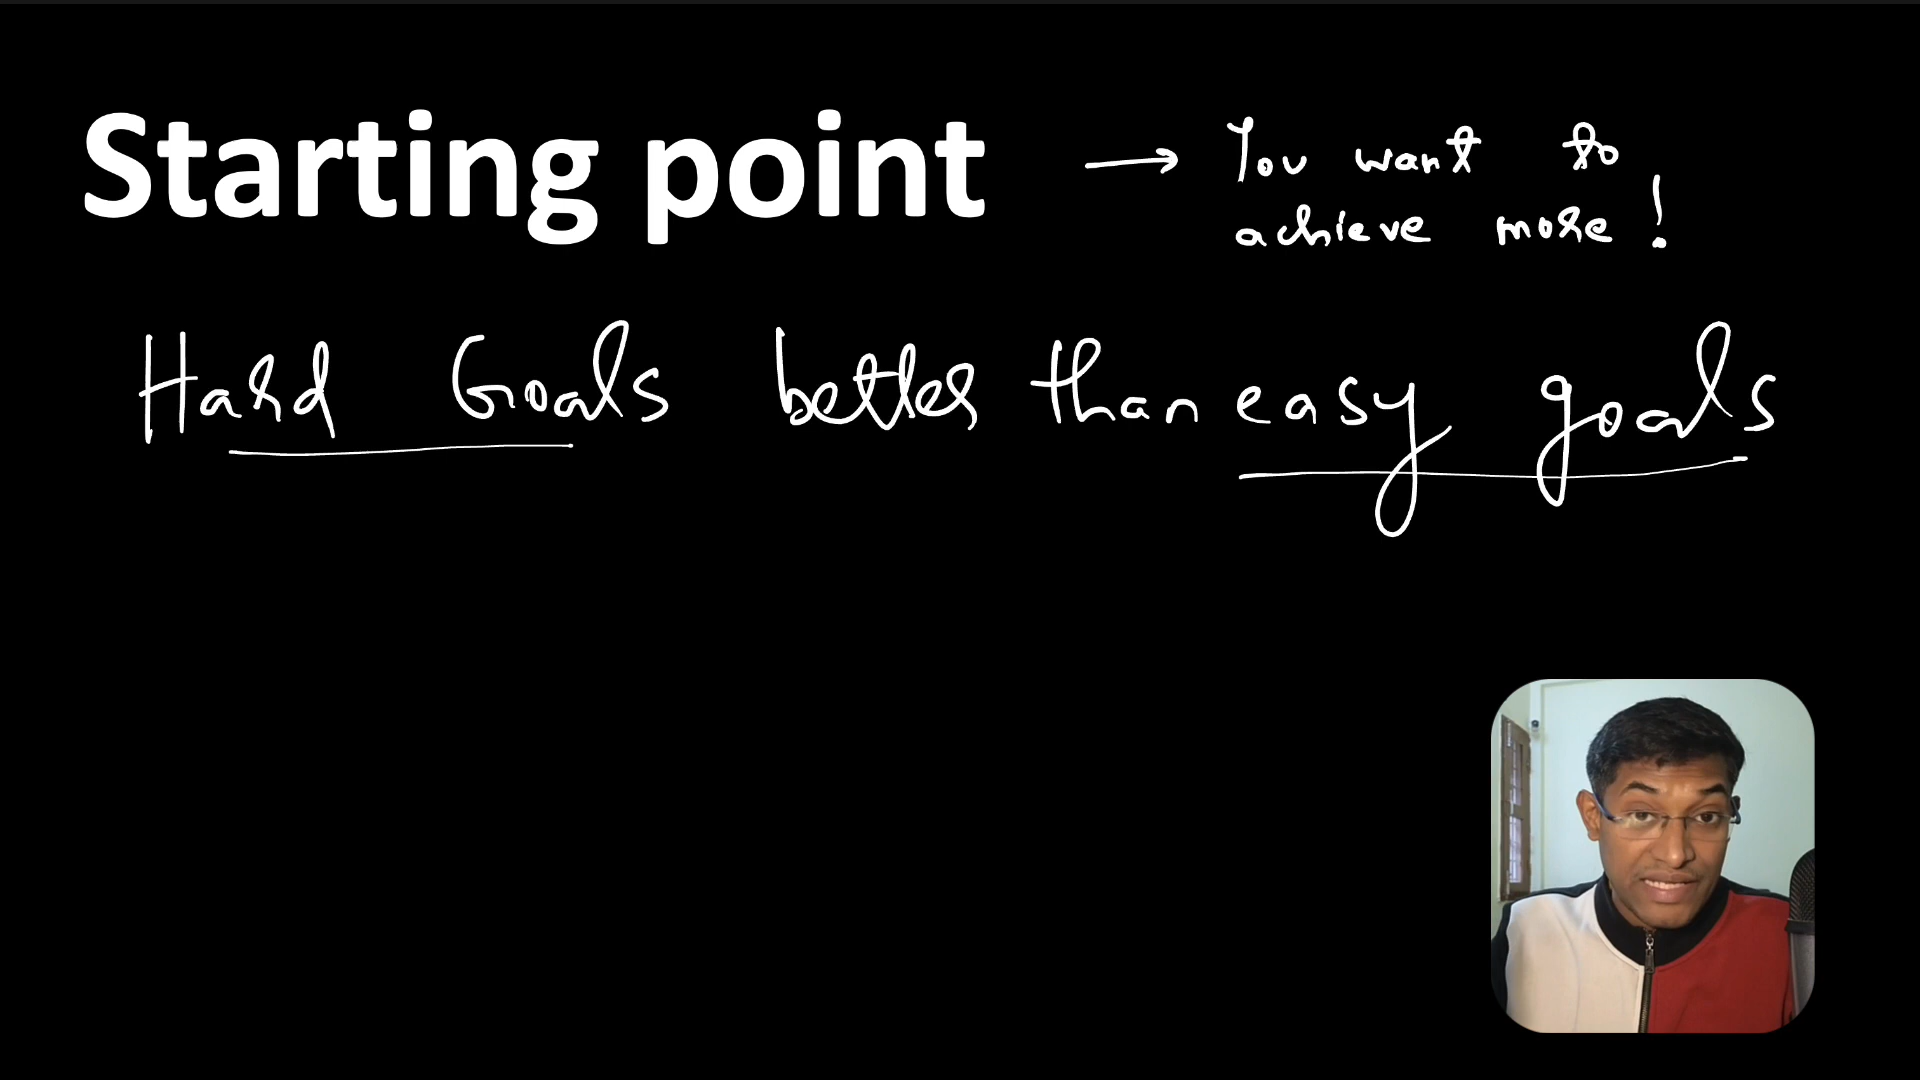 Starting point → You want to
achieve more!
Hard Goals better than easy goals